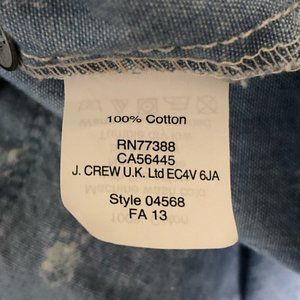 100% Cotton
RN77388
CA56445
J. CREW U.K. Ltd EC4V 6JA
Style 04568
FA 13